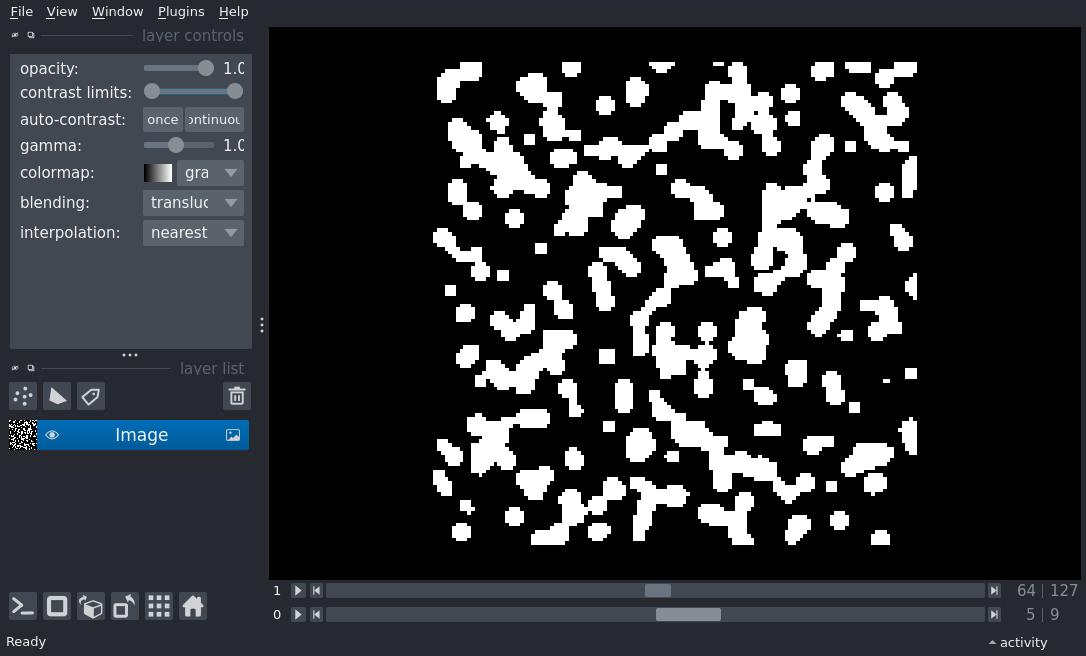 File View Window Plugins Help
layer controls
opacity: 1.0
contrast limits:
auto-contrast: once ontinuou
gamma: 1.0
colormap: gra
blending: transluc
interpolation: nearest
layer list
Image
1 64 | 127
0 5 | 9
Ready activity